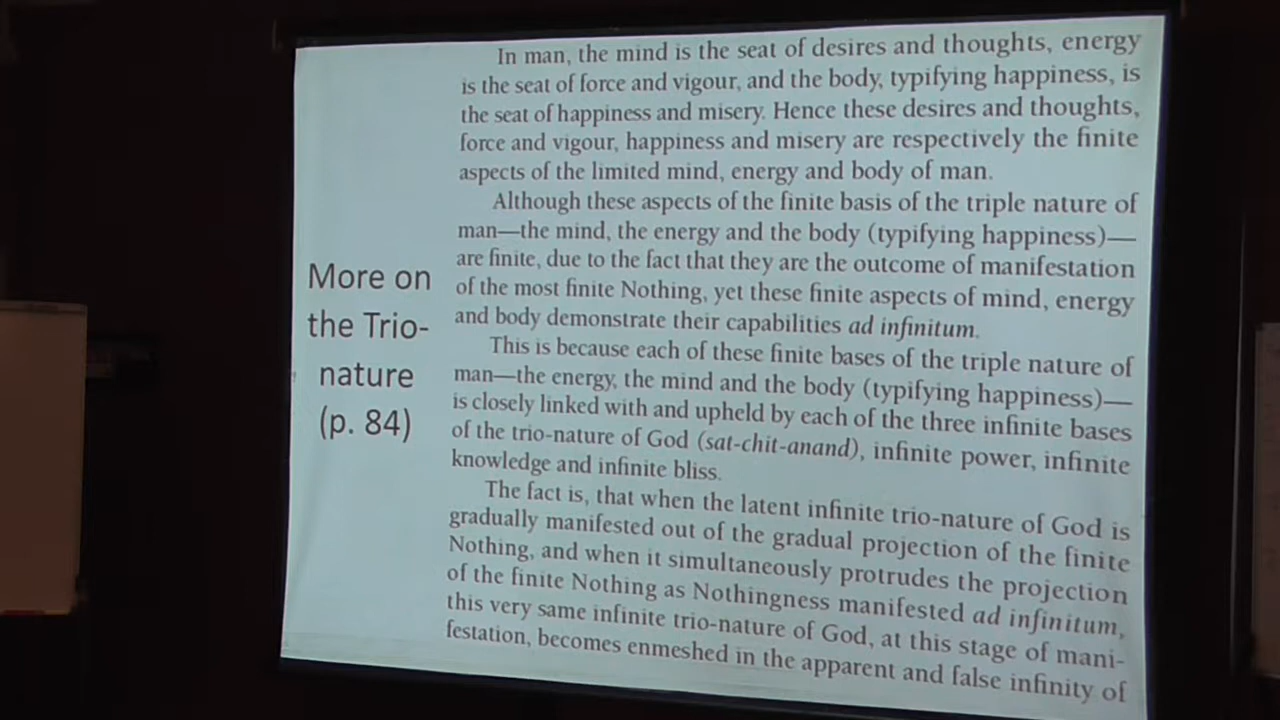 More on
the Trio-
nature
(p. 84)
In man, the mind is the seat of desires and thoughts, energy
is the seat of force and vigour, and the body, typifying happiness, is
the seat of happiness and misery. Hence these desires and thoughts,
force and vigour, happiness and misery are respectively the finite
aspects of the limited mind, energy and body of man.
Although these aspects of the finite basis of the triple nature of
man—the mind, the energy and the body (typifying happiness)—
are finite, due to the fact that they are the outcome of manifestation
of the most finite Nothing, yet these finite aspects of mind, energy
and body demonstrate their capabilities ad infinitum.
This is because each of these finite bases of the triple nature of
man—the energy, the mind and the body (typifying happiness)—
is closely linked with and upheld by each of the three infinite bases
of the trio-nature of God (sat-chit-anand), infinite power, infinite
knowledge and infinite bliss.
The fact is, that when the latent infinite trio-nature of God is
gradually manifested out of the gradual projection of the finite
Nothing, and when it simultaneously protrudes the projection
of the finite Nothing as Nothingness manifested ad infinitum,
this very same infinite trio-nature of God, at this stage of mani-
festation, becomes enmeshed in the apparent and false infinity of